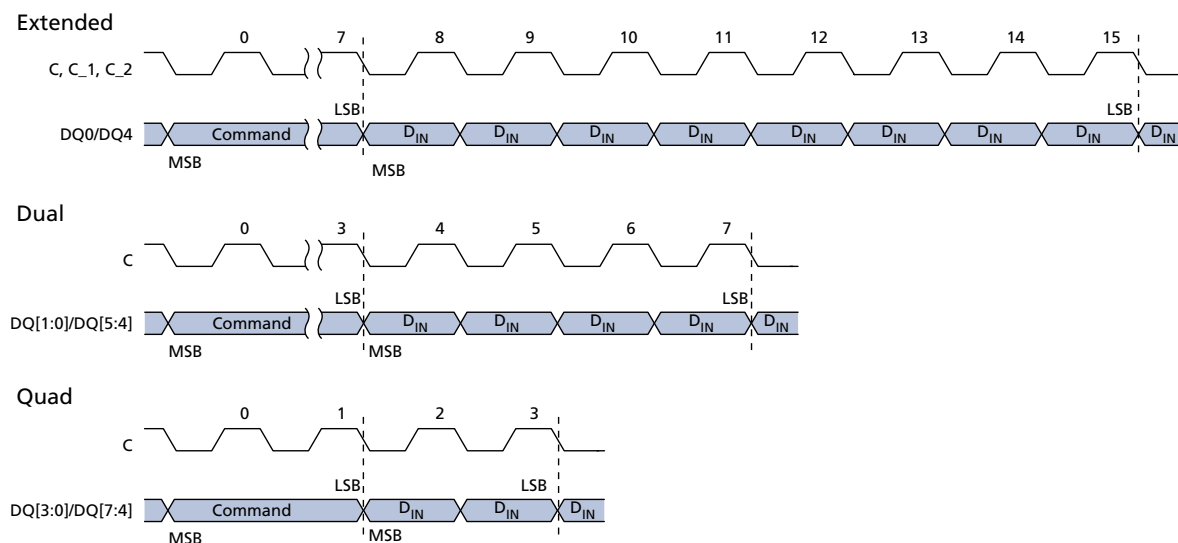 Extended
0 7 8 9 10 11 12 13 14 15
C, C_1, C_2
LSB LSB
DQ0/DQ4 Command DIN DIN DIN DIN DIN DIN DIN DIN DIN
MSB MSB
Dual
0 3 4 5 6 7
C
LSB LSB
DQ[1:0]/DQ[5:4] Command DIN DIN DIN DIN DIN
MSB MSB
Quad
0 1 2 3
C
LSB LSB
DQ[3:0]/DQ[7:4] Command DIN DIN DIN
MSB MSB